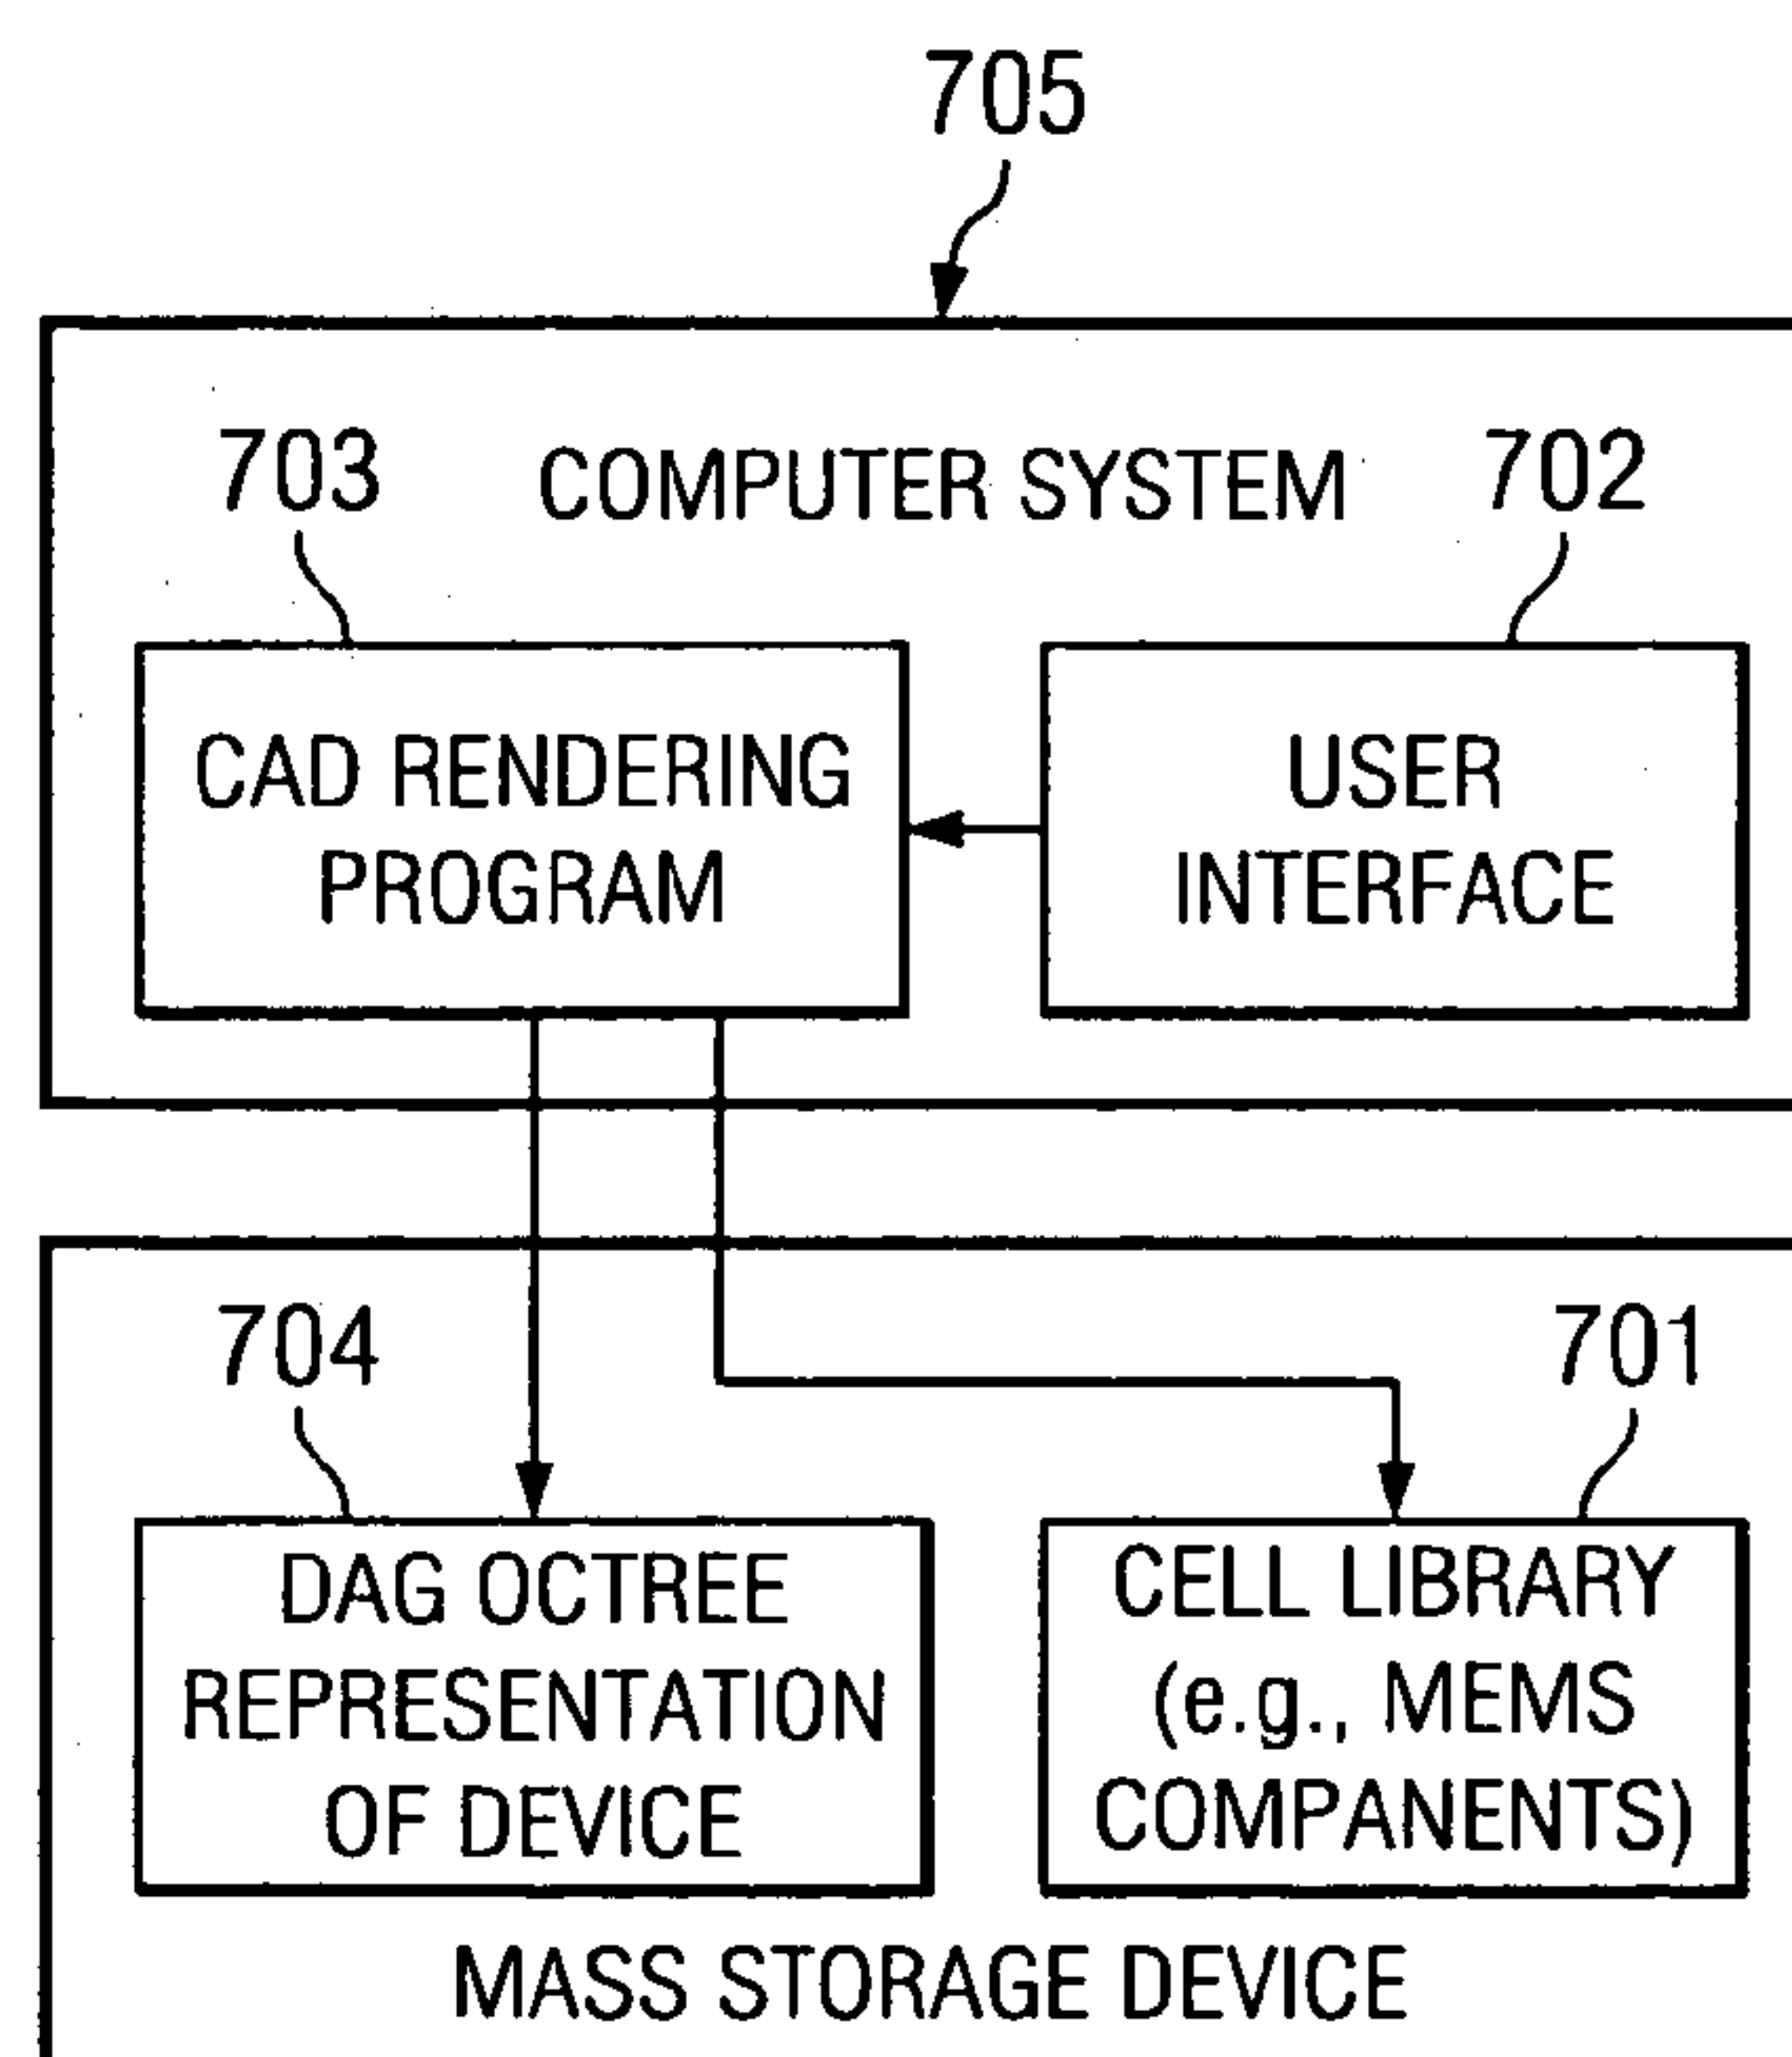 705
703
COMPUTER SYSTEM
702
CAD RENDERING
PROGRAM
USER
INTERFACE
704
701
DAG OCTREE
REPRESENTATION
OF DEVICE
CELL LIBRARY
(e.g., MEMS
COMPANENTS)
MASS STORAGE DEVICE